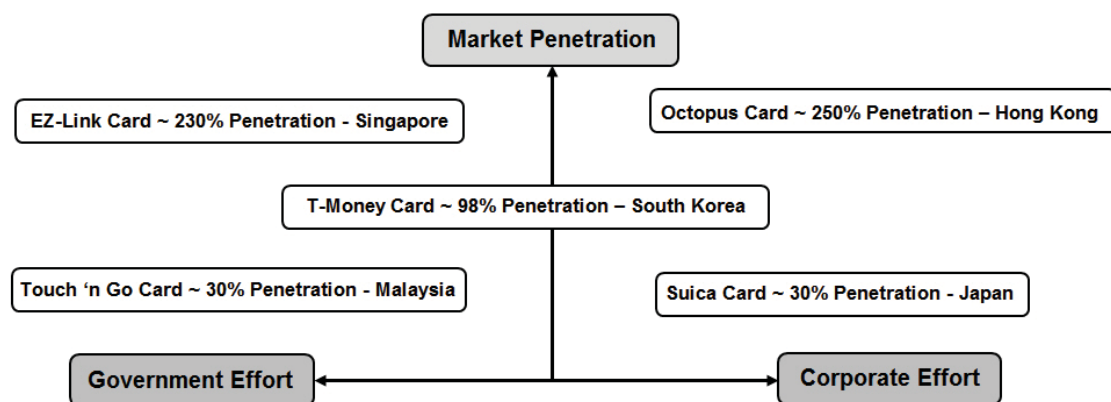 Market Penetration
EZ-Link Card ~ 230% Penetration - Singapore
Octopus Card ~ 250% Penetration – Hong Kong
T-Money Card ~ 98% Penetration – South Korea
Touch ‘n Go Card ~ 30% Penetration - Malaysia
Suica Card ~ 30% Penetration - Japan
Government Effort
Corporate Effort